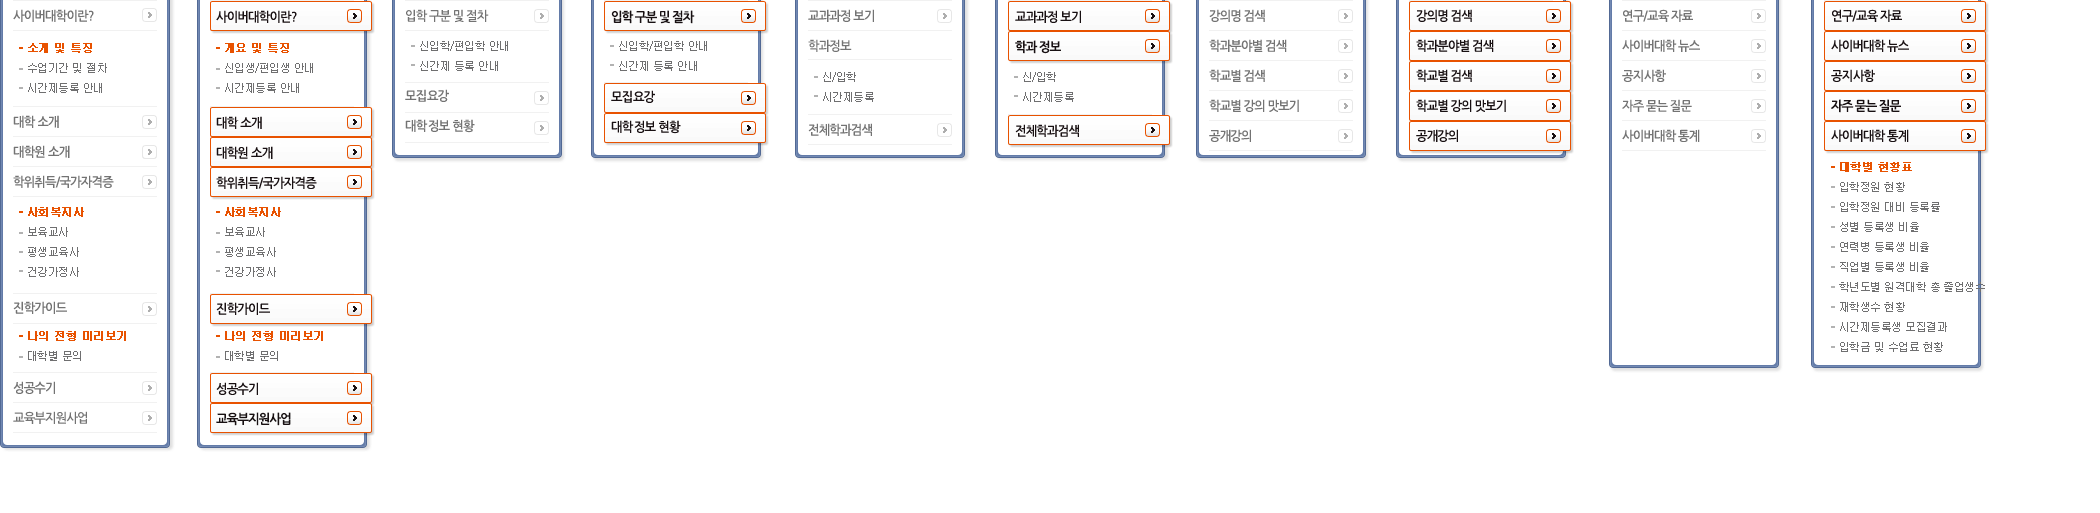 사이버대학이란?
- 소개 및 특징
- 수업기간 및 절차
- 시간제등록 안내
대학 소개
대학원 소개
학위취득/국가자격증
- 사회복지사
- 보육교사
- 평생교육사
- 건강가정사
진학가이드
- 나의 전형 미리보기
- 대학별 문의
성공수기
교육부지원사업
사이버대학이란?
- 개요 및 특징
- 신입생/편입생 안내
- 시간제등록 안내
대학 소개
대학원 소개
학위취득/국가자격증
- 사회복지사
- 보육교사
- 평생교육사
- 건강가정사
진학가이드
- 나의 전형 미리보기
- 대학별 문의
성공수기
교육부지원사업
입학 구분 및 절차
- 신입학/편입학 안내
- 신간제 등록 안내
모집요강
대학정보 현황
입학 구분 및 절차
- 신입학/편입학 안내
- 신간제 등록 안내
모집요강
대학정보 현황
교과과정 보기
학과정보
- 신/입학
- 시간제등록
전체학과검색
교과과정 보기
학과 정보
- 신/입학
- 시간제등록
전체학과검색
강의명 검색
학과분야별 검색
학교별 검색
학교별 강의 맛보기
공개강의
강의명 검색
학과분야별 검색
학교별 검색
학교별 강의 맛보기
공개강의
연구/교육 자료
사이버대학 뉴스
공지사항
자주 묻는 질문
사이버대학 통계
연구/교육 자료
사이버대학 뉴스
공지사항
자주 묻는 질문
사이버대학 통계
- 대학별 현황표
- 입학정원 현황
- 입학정원 대비 등록률
- 성별 등록생 비율
- 연력병 등록생 비율
- 직업별 등록생 비율
- 학년도별 원격대학 총 졸업생수
- 재학생수 현황
- 시간제등록생 모집결과
- 입학금 및 수업료 현황